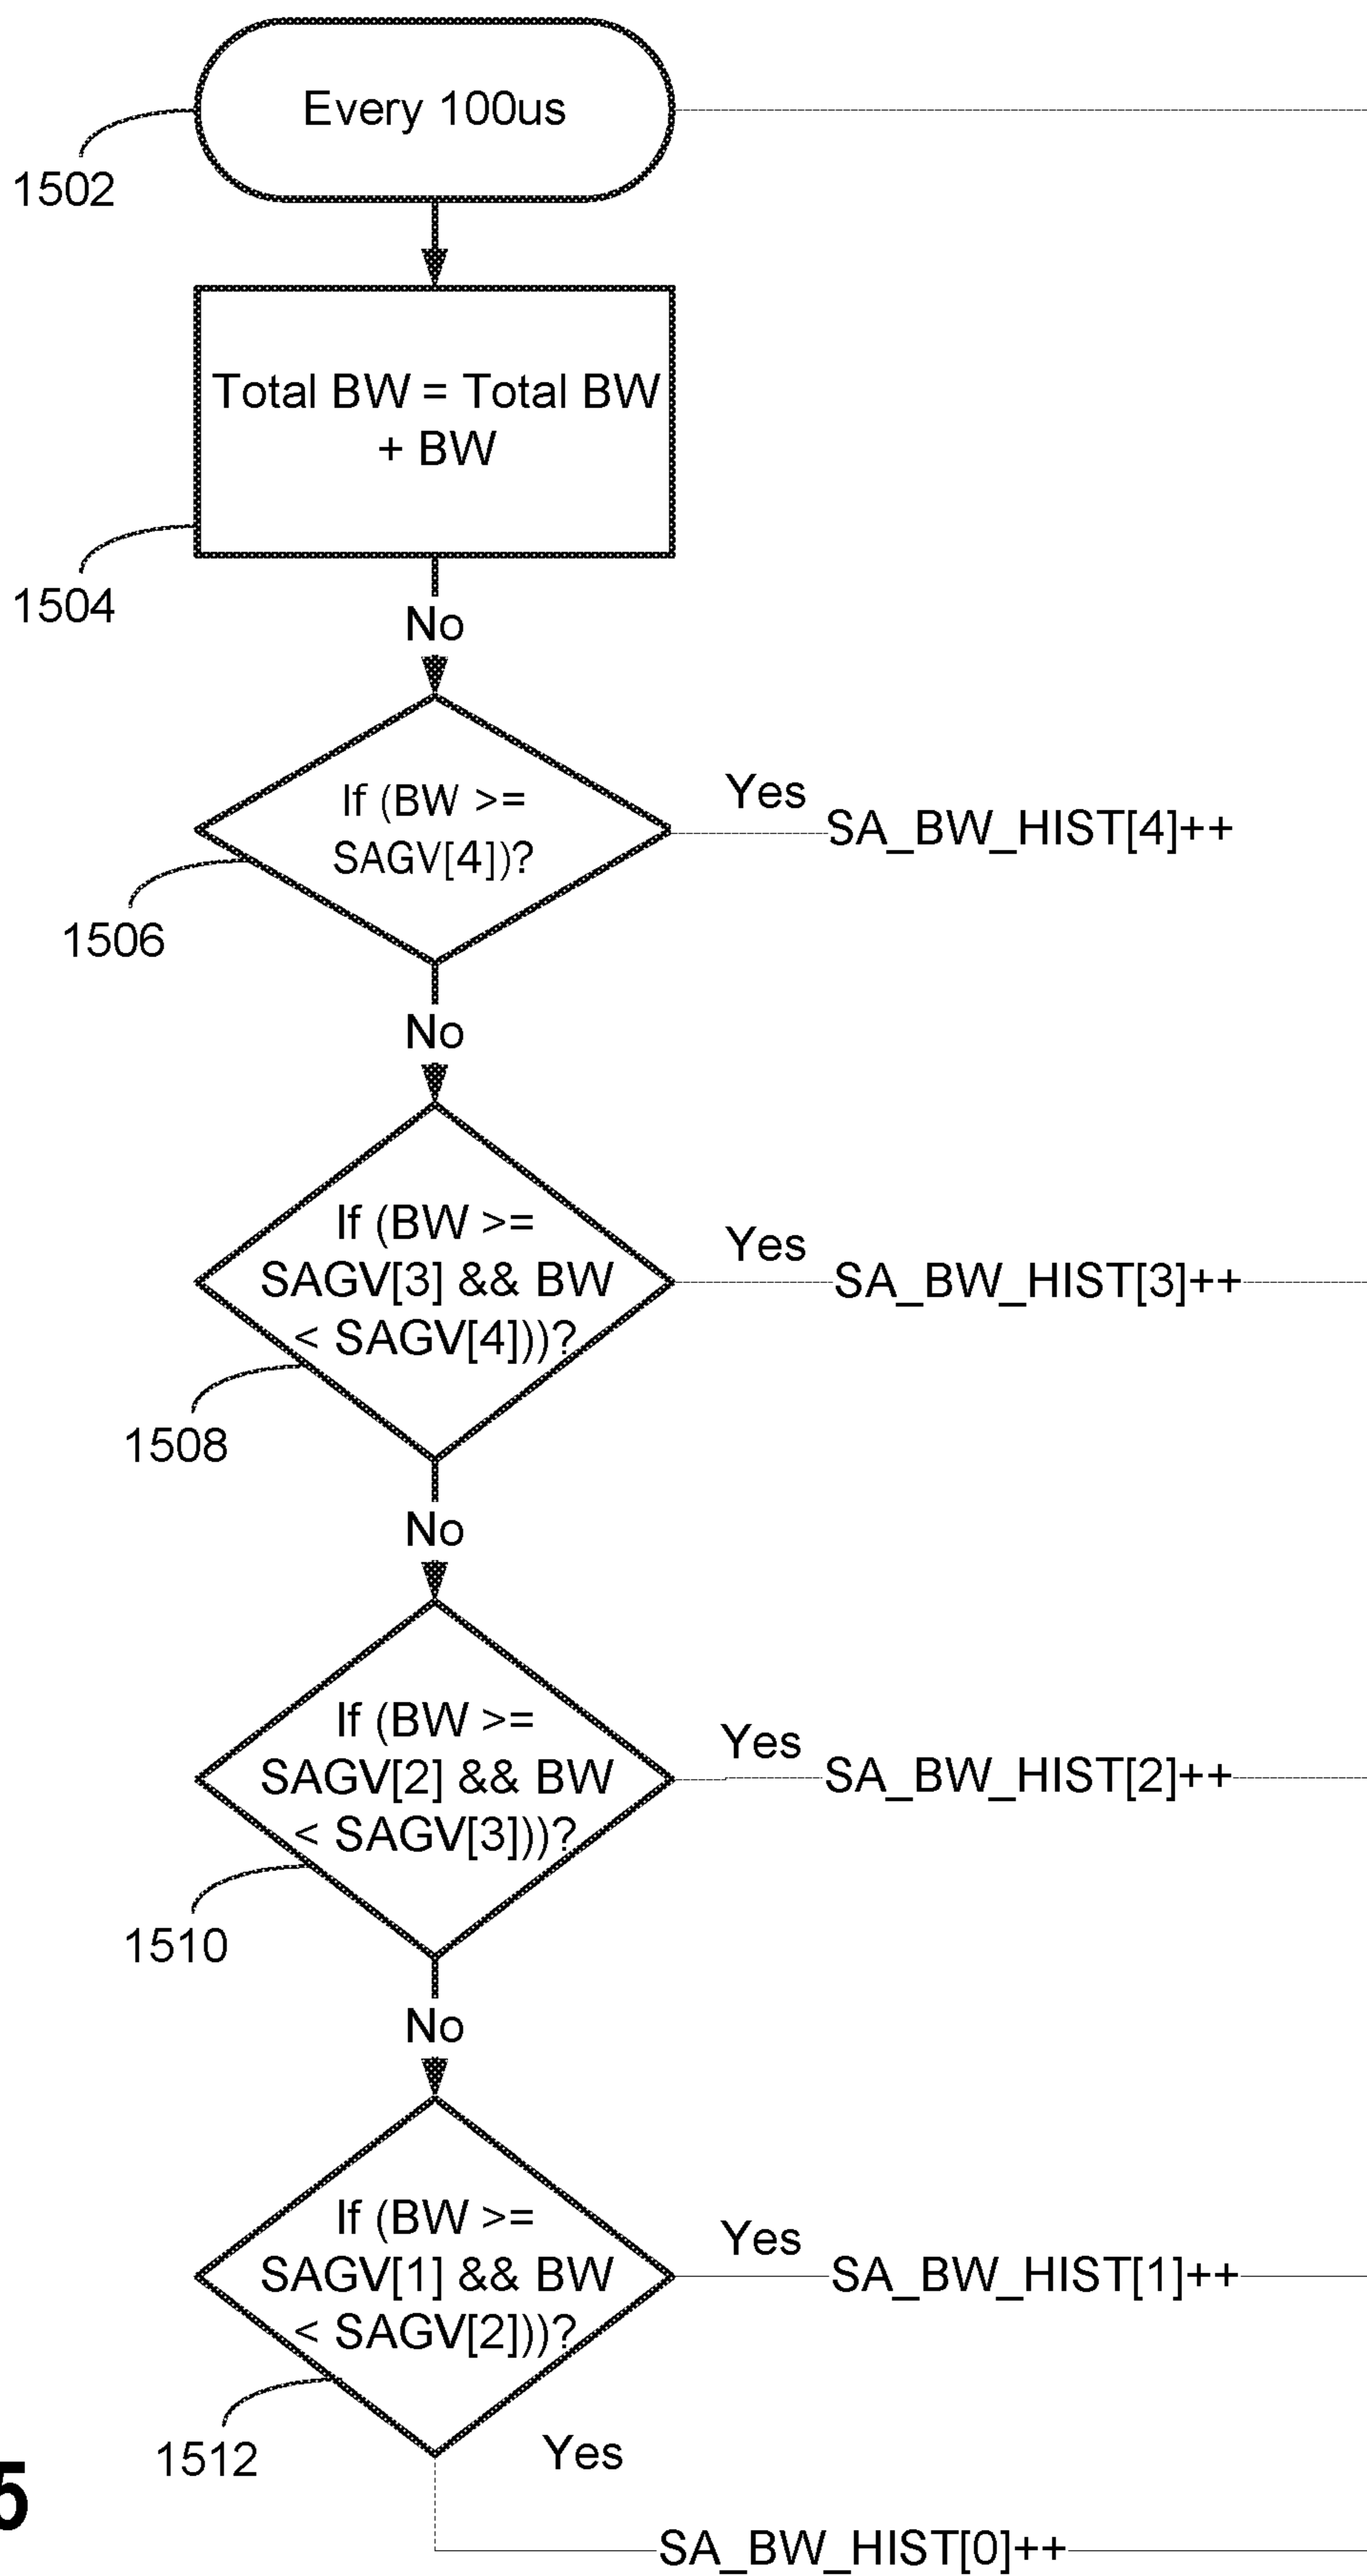 Every 100us
1502
Total BW = Total BW
+ BW
1504
No
If (BW >=
SAGV[4])?
Yes
SA_BW_HIST[4]++
1506
No
If (BW >=
SAGV[3] && BW
< SAGV[4]))?
Yes
SA_BW_HIST[3]++
1508
No
If (BW >=
SAGV[2] && BW
< SAGV[3]))?
Yes
SA_BW_HIST[2]++
1510
No
If (BW >=
SAGV[1] && BW
< SAGV[2]))?
Yes
SA_BW_HIST[1]++
1512
Yes
5
SA_BW_HIST[0]++